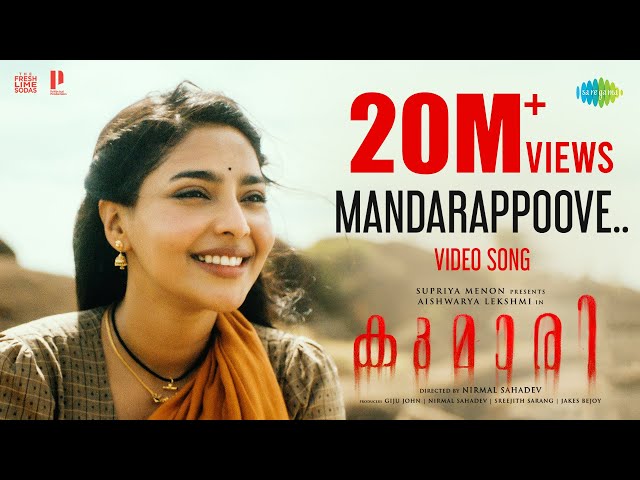 THE
FRESH
LIME
SODAS
saregama
20M+
VIEWS
MANDARAPPOOVE..
VIDEO SONG
SUPRIYA MENON PRESENTS
AISHWARYA LEKSHMI IN
കുമാരി
DIRECTED BY NIRMAL SAHADEV
PRODUCERS GIJU JOHN | NIRMAL SAHADEV | SREEJITH SARANG | JAKES BEJOY